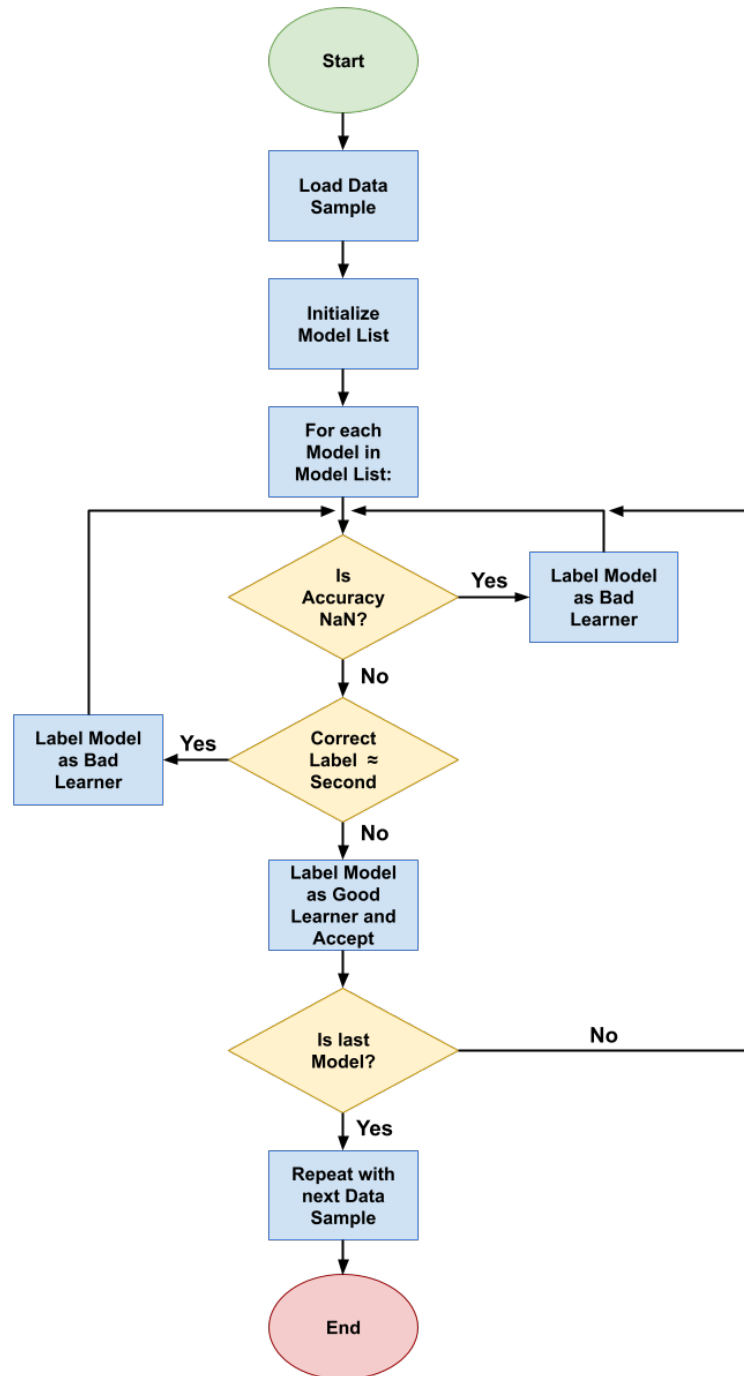 Start
Load Data
Sample
Initialize
Model List
For each
Model in
Model List:
Is
Accuracy
NaN?
Yes
Label Model
as Bad
Learner
No
Correct
Label ≈
Second
Yes
Label Model
as Bad
Learner
No
Label Model
as Good
Learner and
Accept
Is last
Model?
No
Yes
Repeat with
next Data
Sample
End